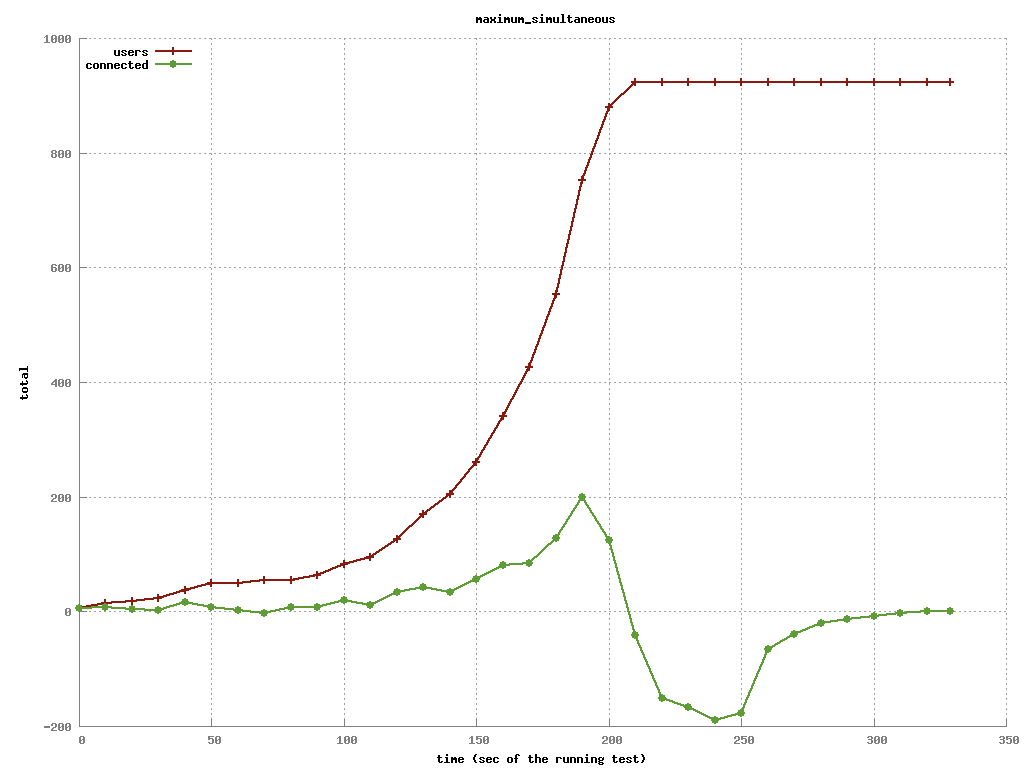 maximum_simultaneous
1000
users
connected
800
600
400
200
0
-200
total
0 50 100 150 200 250 300 350
time (sec of the running test)